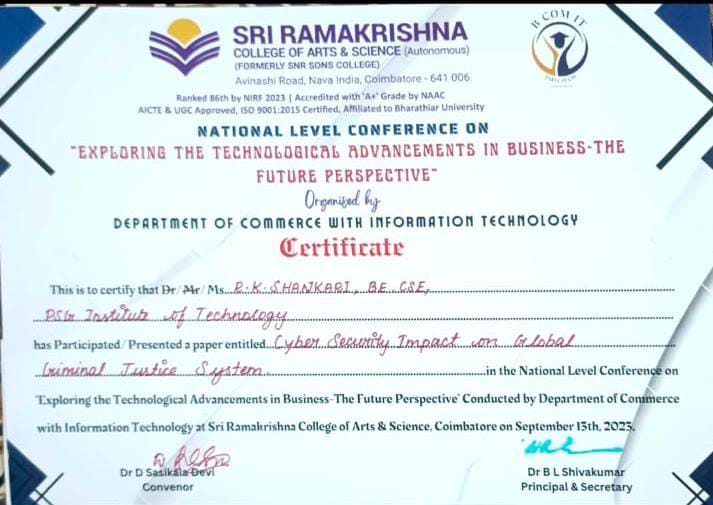 SRI RAMAKRISHNA
COLLEGE OF ARTS & SCIENCE (Autonomous)
(FORMERLY SNR SONS COLLEGE)
Avinashi Road, Nava India, Coimbatore - 641 006.
B COM IT
Ranked 86th by NIRF 2023 | Accredited with 'A+' Grade by NAAC
AICTE & UGC Approved, ISO 9001:2015 Certified, Affiliated to Bharathiar University
NATIONAL LEVEL CONFERENCE ON
"EXPLORING THE TECHNOLOGICAL ADVANCEMENTS IN BUSINESS-THE
FUTURE PERSPECTIVE"
Organised by
DEPARTMENT OF COMMERCE WITH INFORMATION TECHNOLOGY
Certificate
This is to certify that Dr/ Mr/ Ms. R.K. SHANKARI, BE.CSE,
PSG Institute of Technology
has Participated/ Presented a paper entitled Cyber Security Impact on Global
Criminal Justice System in the National Level Conference on
"Exploring the Technological Advancements in Business-The Future Perspective" Conducted by Department of Commerce
with Information Technology at Sri Ramakrishna College of Arts & Science, Coimbatore on September 15th, 2023.
Dr D Sasikala Devi
Convenor
Dr B L Shivakumar
Principal & Secretary